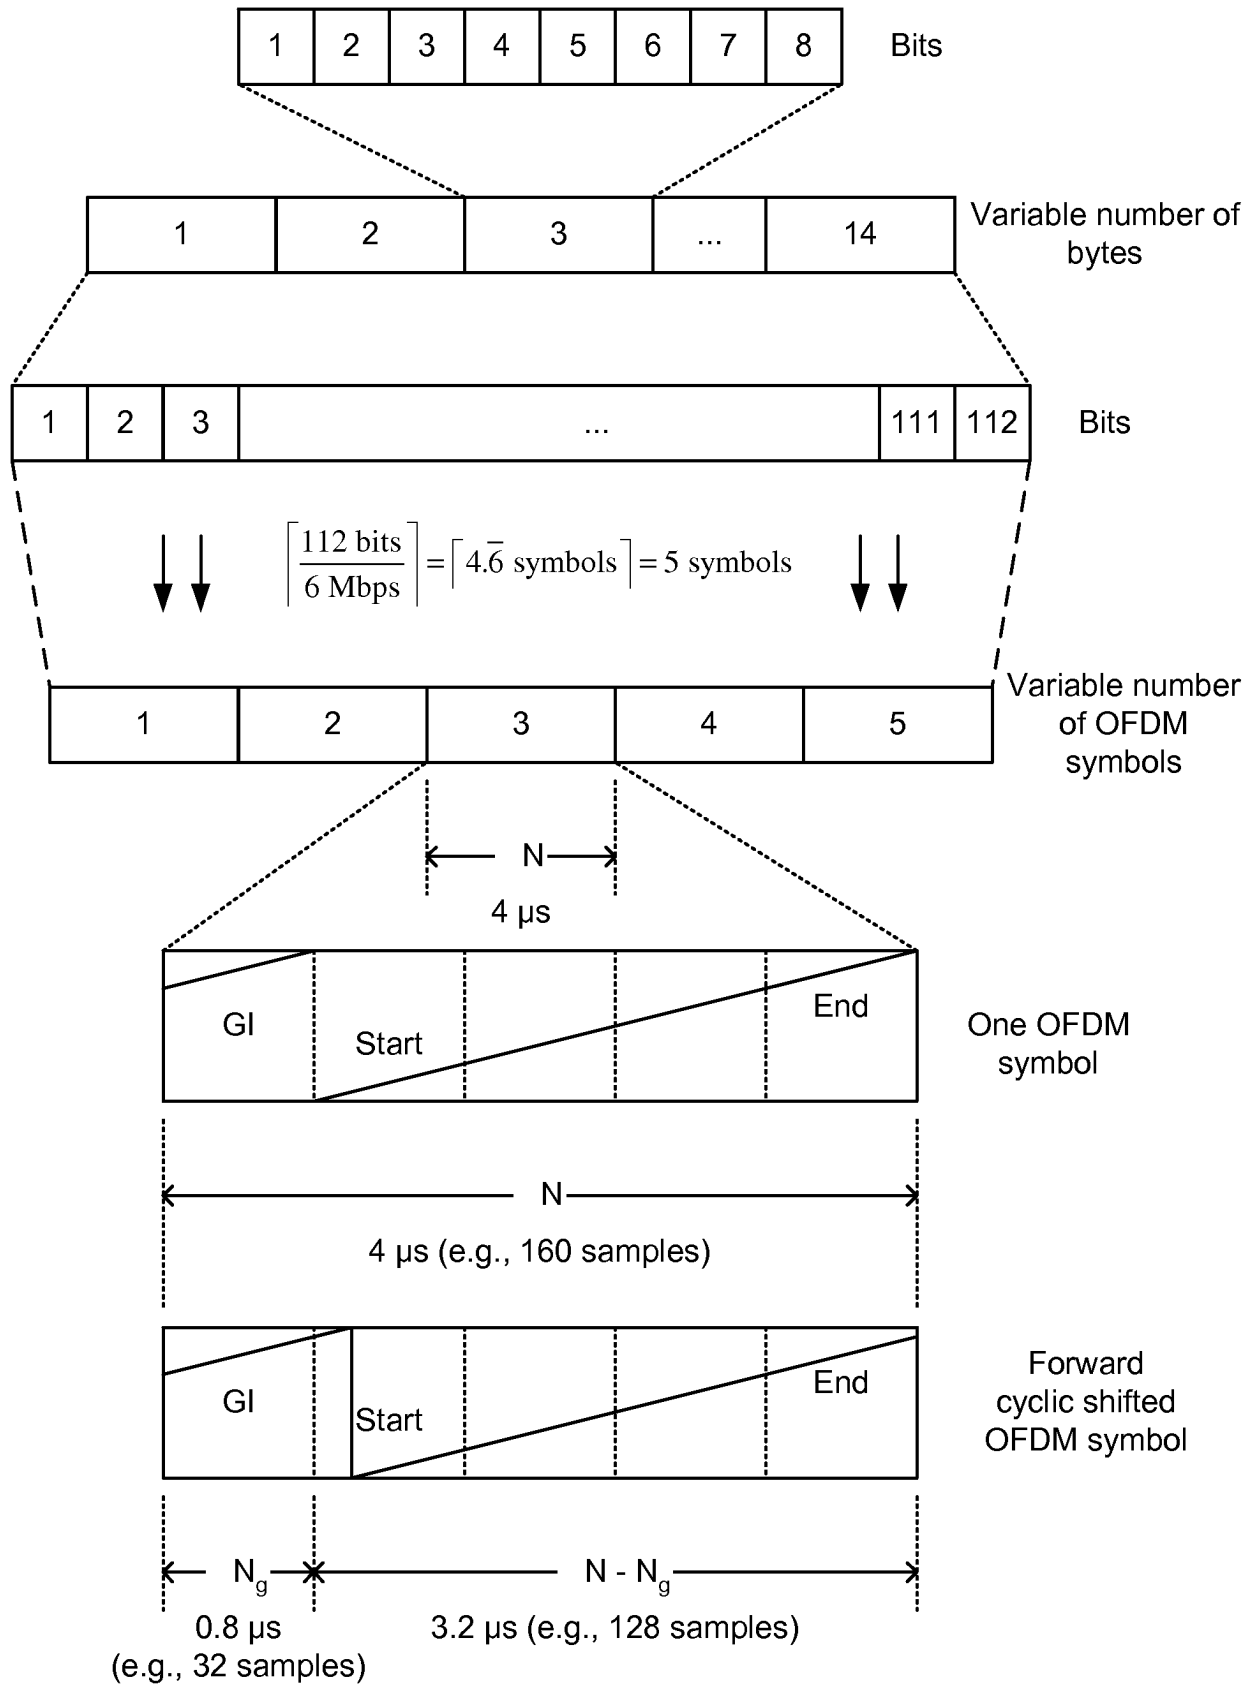 1 2 3 4 5 6 7 8 Bits
1 2 3 ... 14 Variable number of
bytes
1 2 3 ... 111 112 Bits
⌈112 bits / 6 Mbps⌉ = ⌈4.6̅ symbols⌉ = 5 symbols
1 2 3 4 5 Variable number
of OFDM
symbols
N
4 µs
GI Start End One OFDM
symbol
N
4 µs (e.g., 160 samples)
GI Start End Forward
cyclic shifted
OFDM symbol
Ng N - Ng
0.8 µs 3.2 µs (e.g., 128 samples)
(e.g., 32 samples)